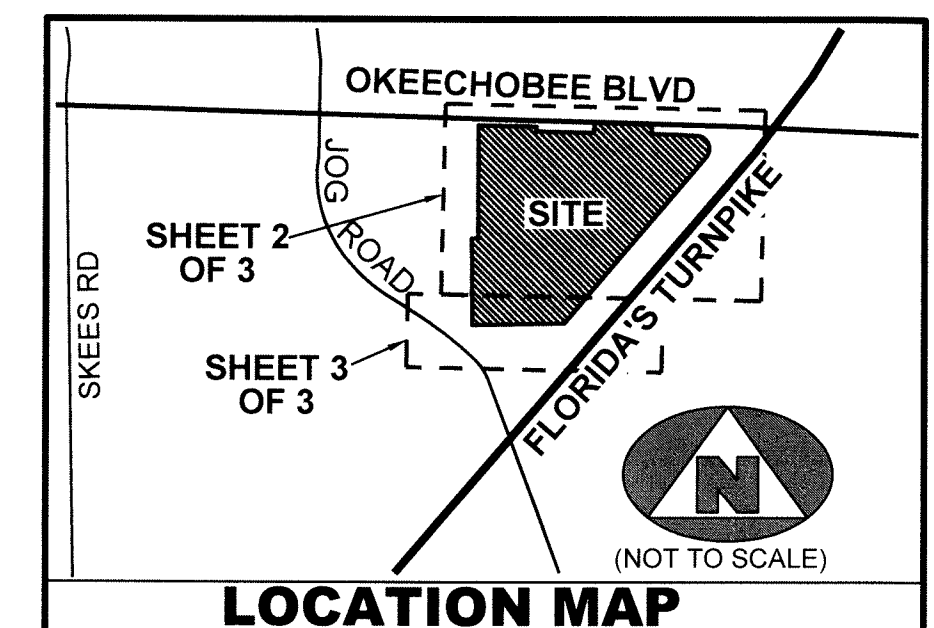 OKEECHOBEE BLVD
JOG
ROAD
SITE
SHEET 2
OF 3
SKEES RD
FLORIDA'S TURNPIKE
SHEET 3
OF 3
N
(NOT TO SCALE)
LOCATION MAP